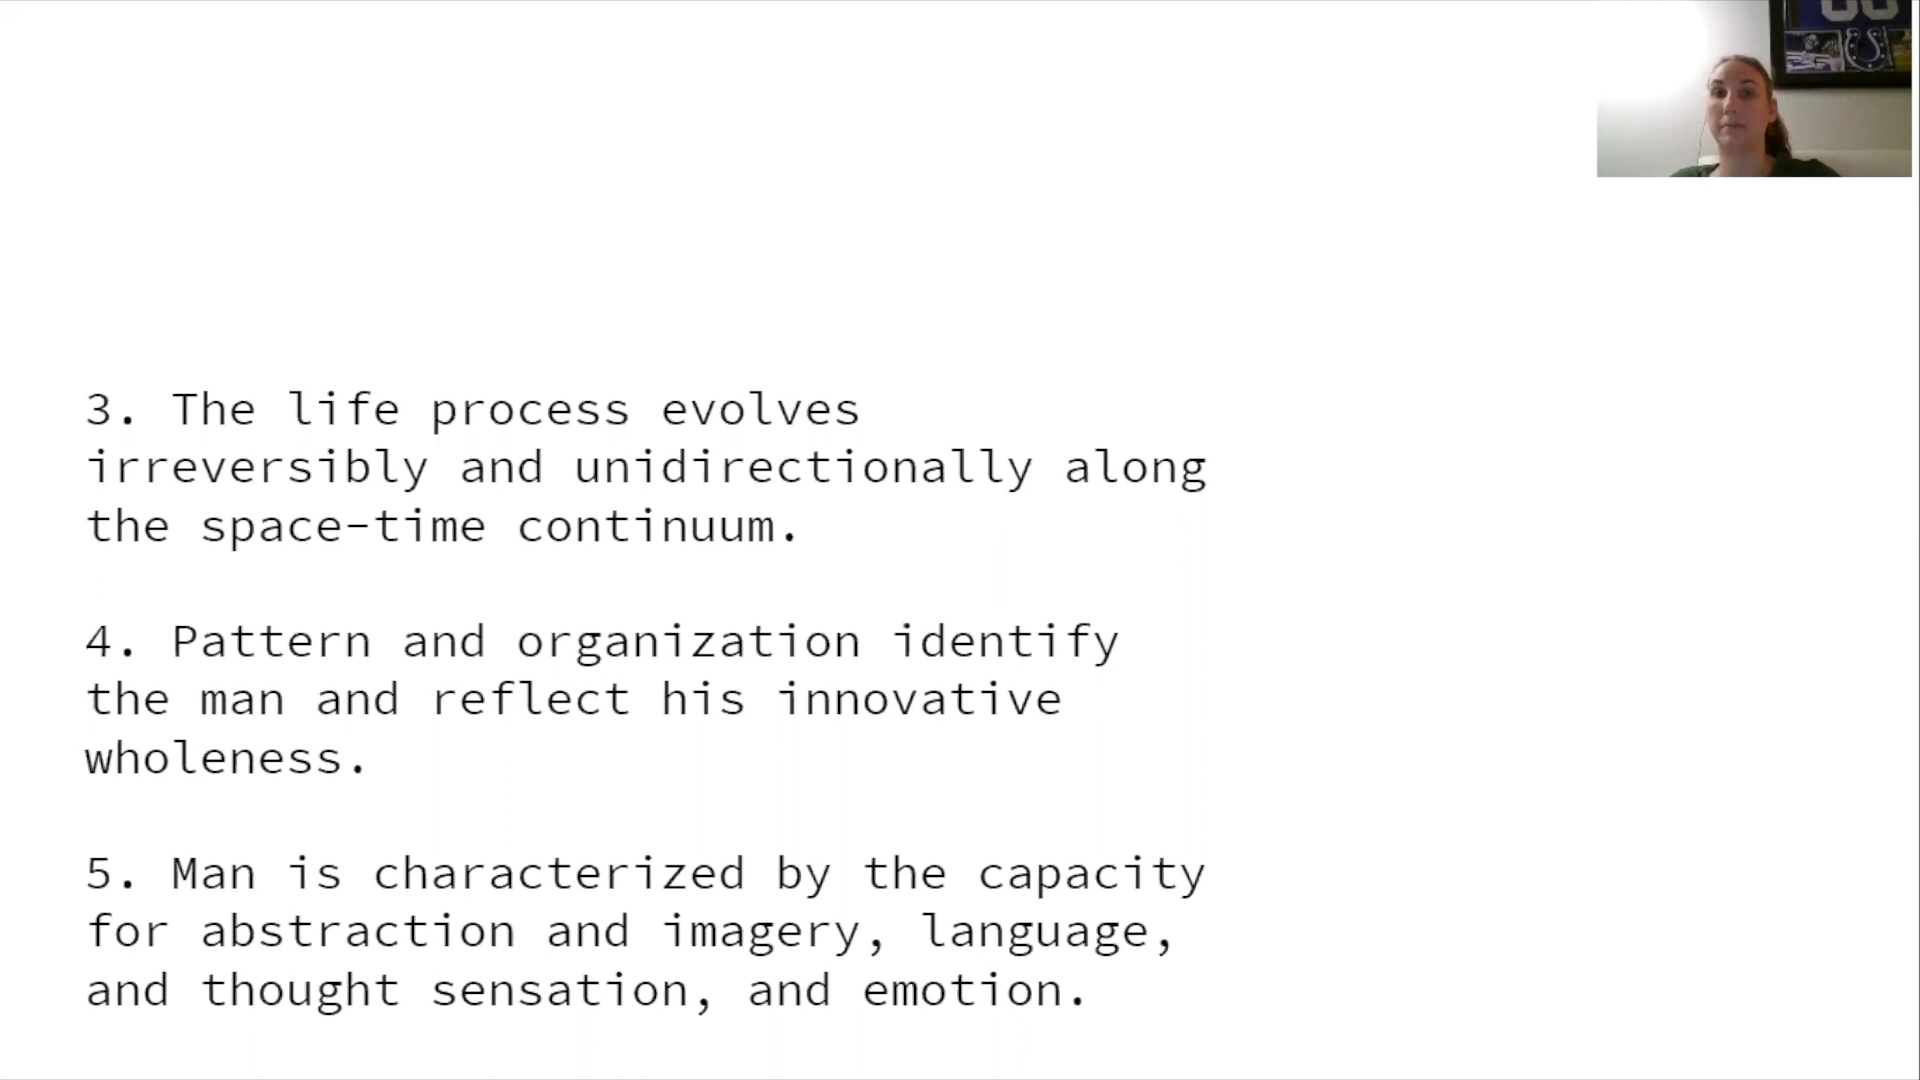 3. The life process evolves
irreversibly and unidirectionally along
the space-time continuum.
4. Pattern and organization identify
the man and reflect his innovative
wholeness.
5. Man is characterized by the capacity
for abstraction and imagery, language,
and thought sensation, and emotion.